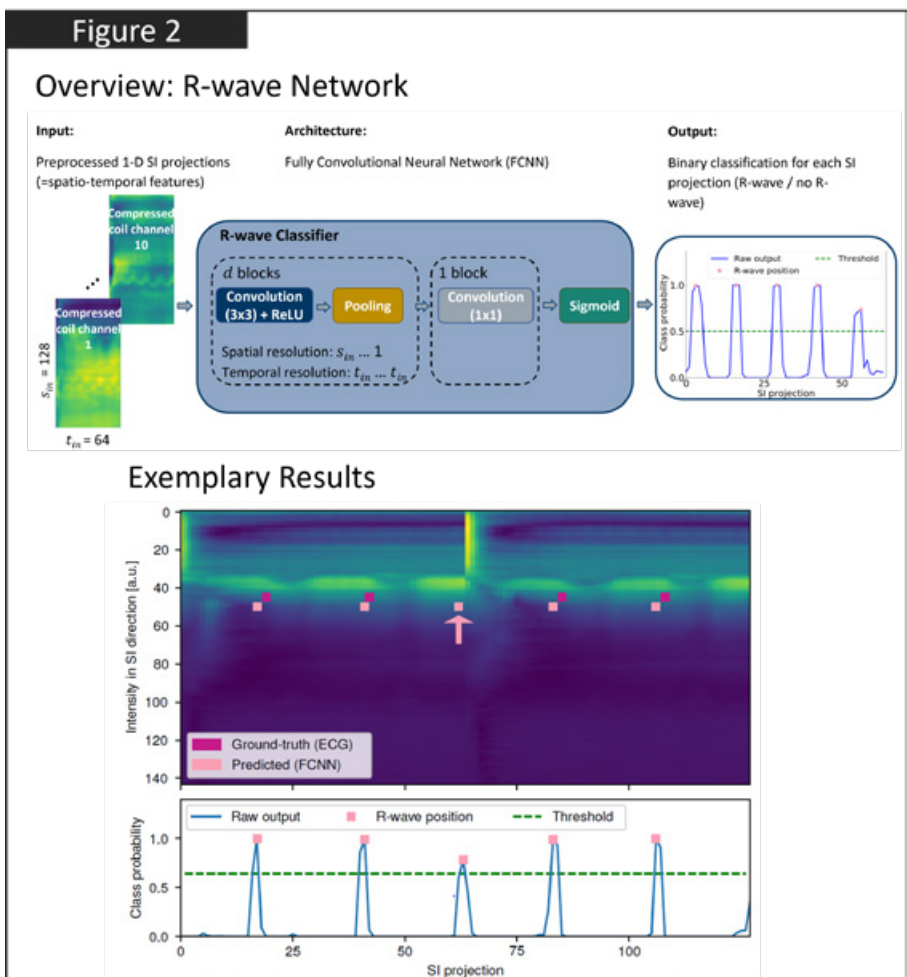 Figure 2
Overview: R-wave Network
Input:
Architecture:
Output:
Preprocessed 1-D SI projections
(=spatio-temporal features)
Fully Convolutional Neural Network (FCNN)
Binary classification for each SI
projection (R-wave / no R-
wave)
Compressed
coil channel
10
Compressed
coil channel
1
s_in = 128
t_in = 64
R-wave Classifier
d blocks
Convolution
(3x3) + ReLU
Pooling
Spatial resolution: s_in ... 1
Temporal resolution: t_in ... t_in
1 block
Convolution
(1x1)
Sigmoid
Raw output
Threshold
R-wave position
Class probability
1.0
0.5
0.0
0
25
50
SI projection
Exemplary Results
Intensity in SI direction [a.u.]
0
20
40
60
80
100
120
140
Ground-truth (ECG)
Predicted (FCNN)
Raw output
R-wave position
Threshold
Class probability
1.0
0.5
0.0
0
25
50
75
100
SI projection